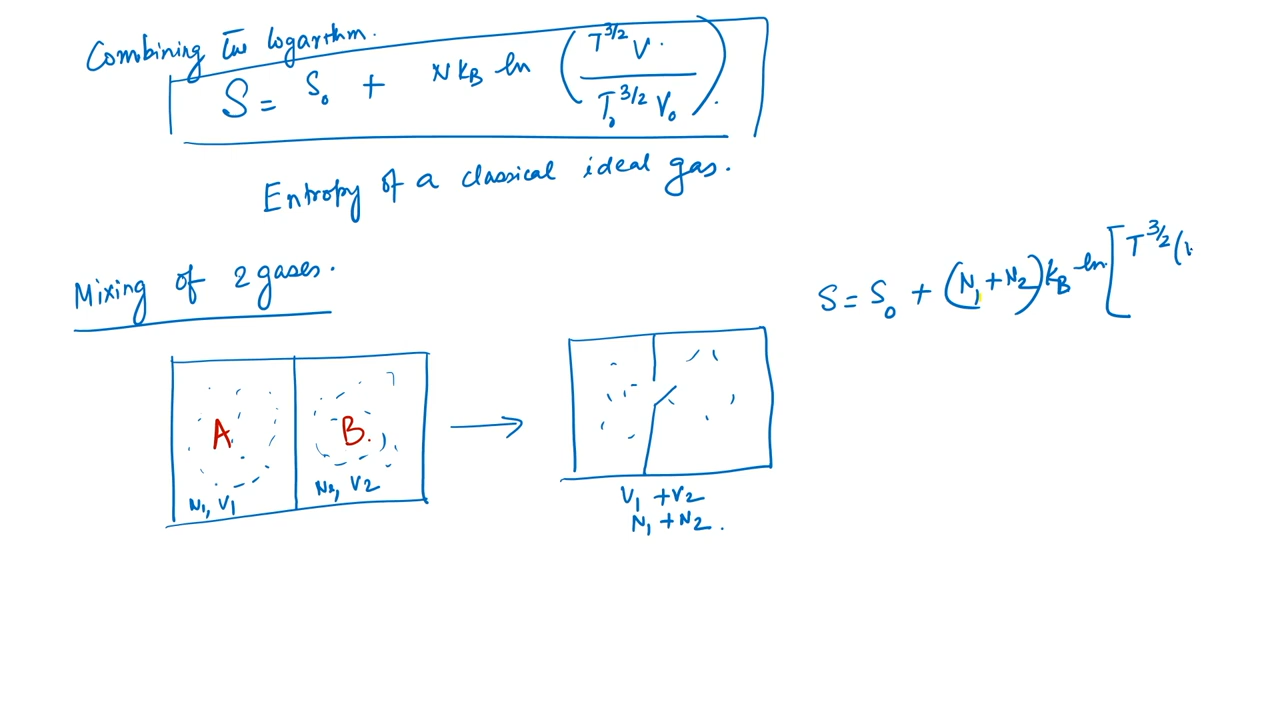 Combining two logarithm.
S = S₀ + N k_B ln ( T^{3/2} V / T₀^{3/2} V₀ ).
Entropy of a classical ideal gas.
Mixing of 2 gases.
S = S₀ + (N₁ + N₂) k_B ln [ T^{3/2} (
A
B
N₁, V₁
N₂, V₂
V₁ + V₂
N₁ + N₂.